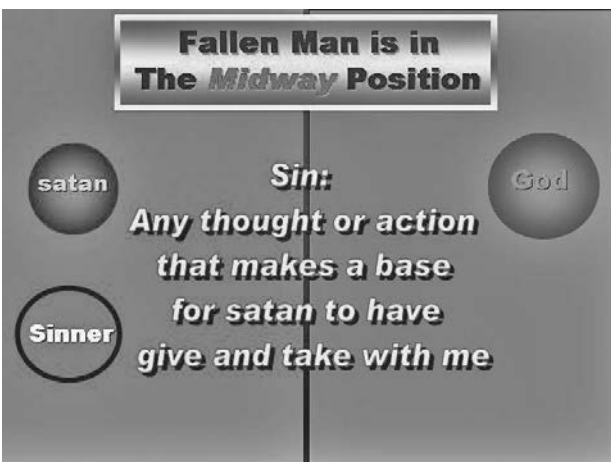 Fallen Man is in
The Midway Position
satan
God
Sin:
Any thought or action
that makes a base
for satan to have
give and take with me
Sinner